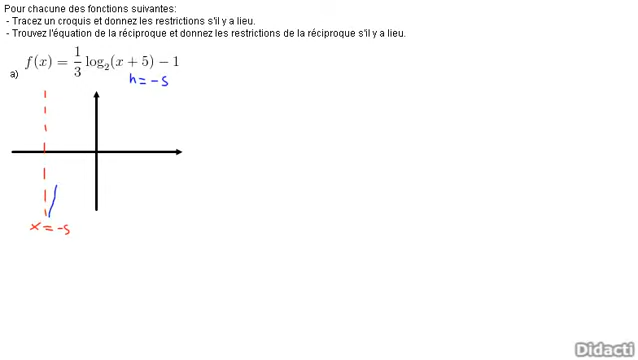 Pour chacune des fonctions suivantes:
- Tracez un croquis et donnez les restrictions s'il y a lieu.
- Trouvez l'équation de la réciproque et donnez les restrictions de la réciproque s'il y a lieu.
a) f(x) = 1/3 log₂(x + 5) − 1
h = -5
x = -5
Didacti